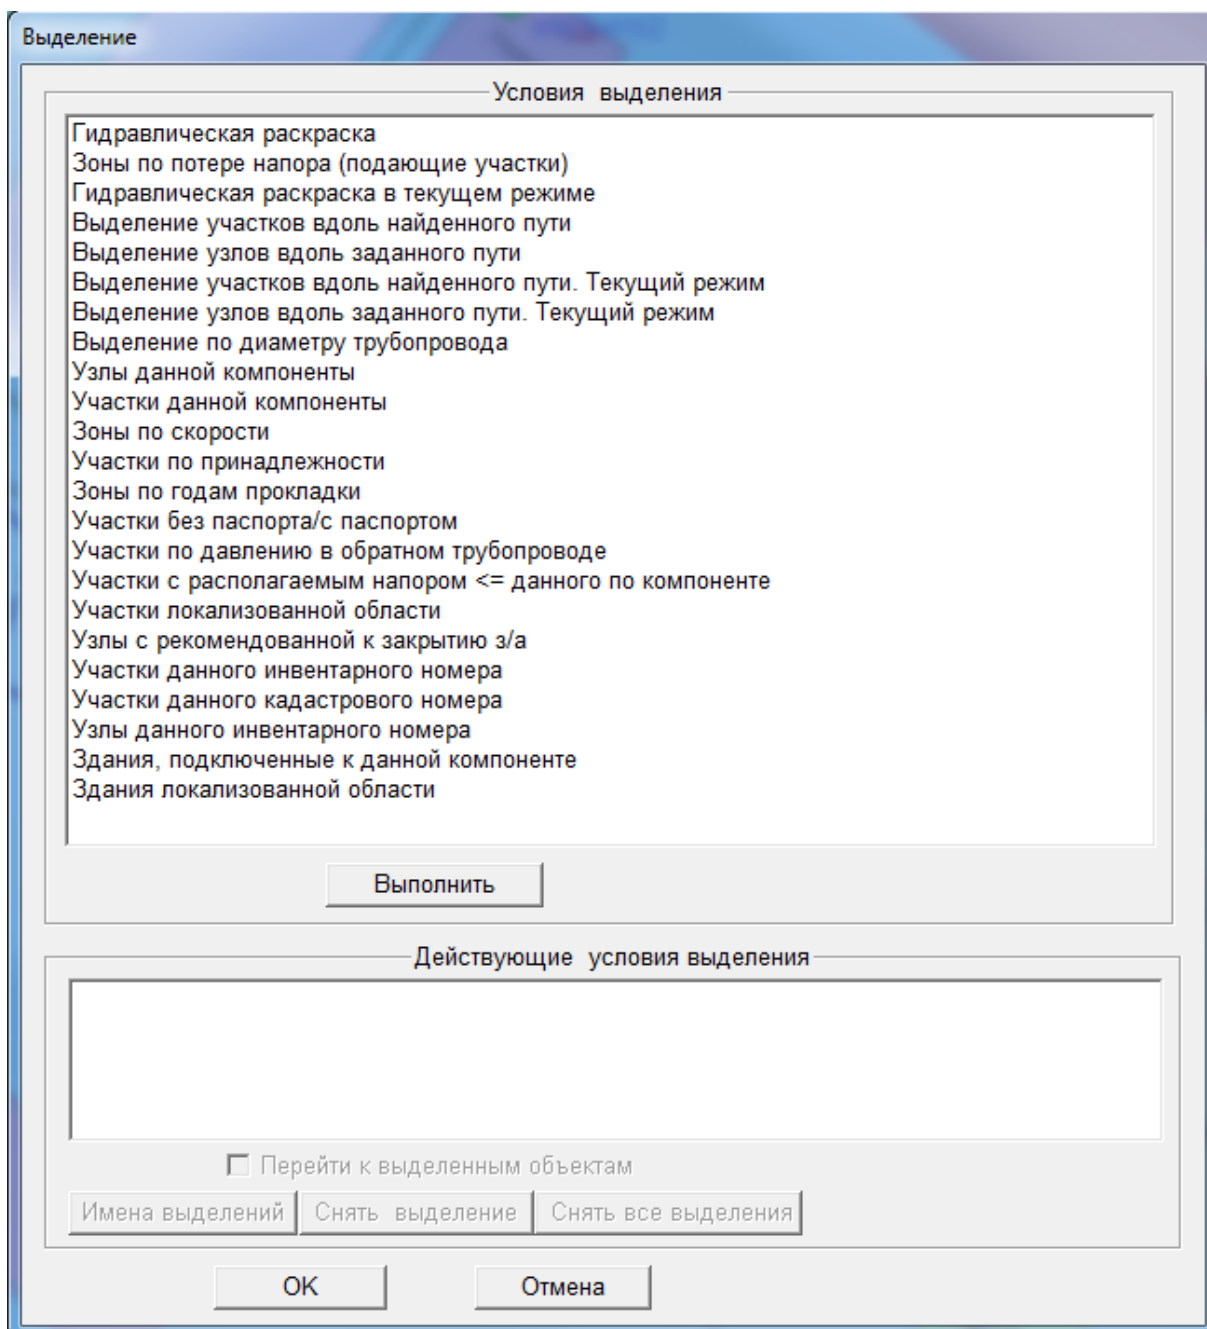 Выделение
Условия выделения
Гидравлическая раскраска
Зоны по потере напора (подающие участки)
Гидравлическая раскраска в текущем режиме
Выделение участков вдоль найденного пути
Выделение узлов вдоль заданного пути
Выделение участков вдоль найденного пути. Текущий режим
Выделение узлов вдоль заданного пути. Текущий режим
Выделение по диаметру трубопровода
Узлы данной компоненты
Участки данной компоненты
Зоны по скорости
Участки по принадлежности
Зоны по годам прокладки
Участки без паспорта/с паспортом
Участки по давлению в обратном трубопроводе
Участки с располагаемым напором <= данного по компоненте
Участки локализованной области
Узлы с рекомендованной к закрытию з/а
Участки данного инвентарного номера
Участки данного кадастрового номера
Узлы данного инвентарного номера
Здания, подключенные к данной компоненте
Здания локализованной области
Выполнить
Действующие условия выделения
Перейти к выделенным объектам
Имена выделений Снять выделение Снять все выделения
OK Отмена